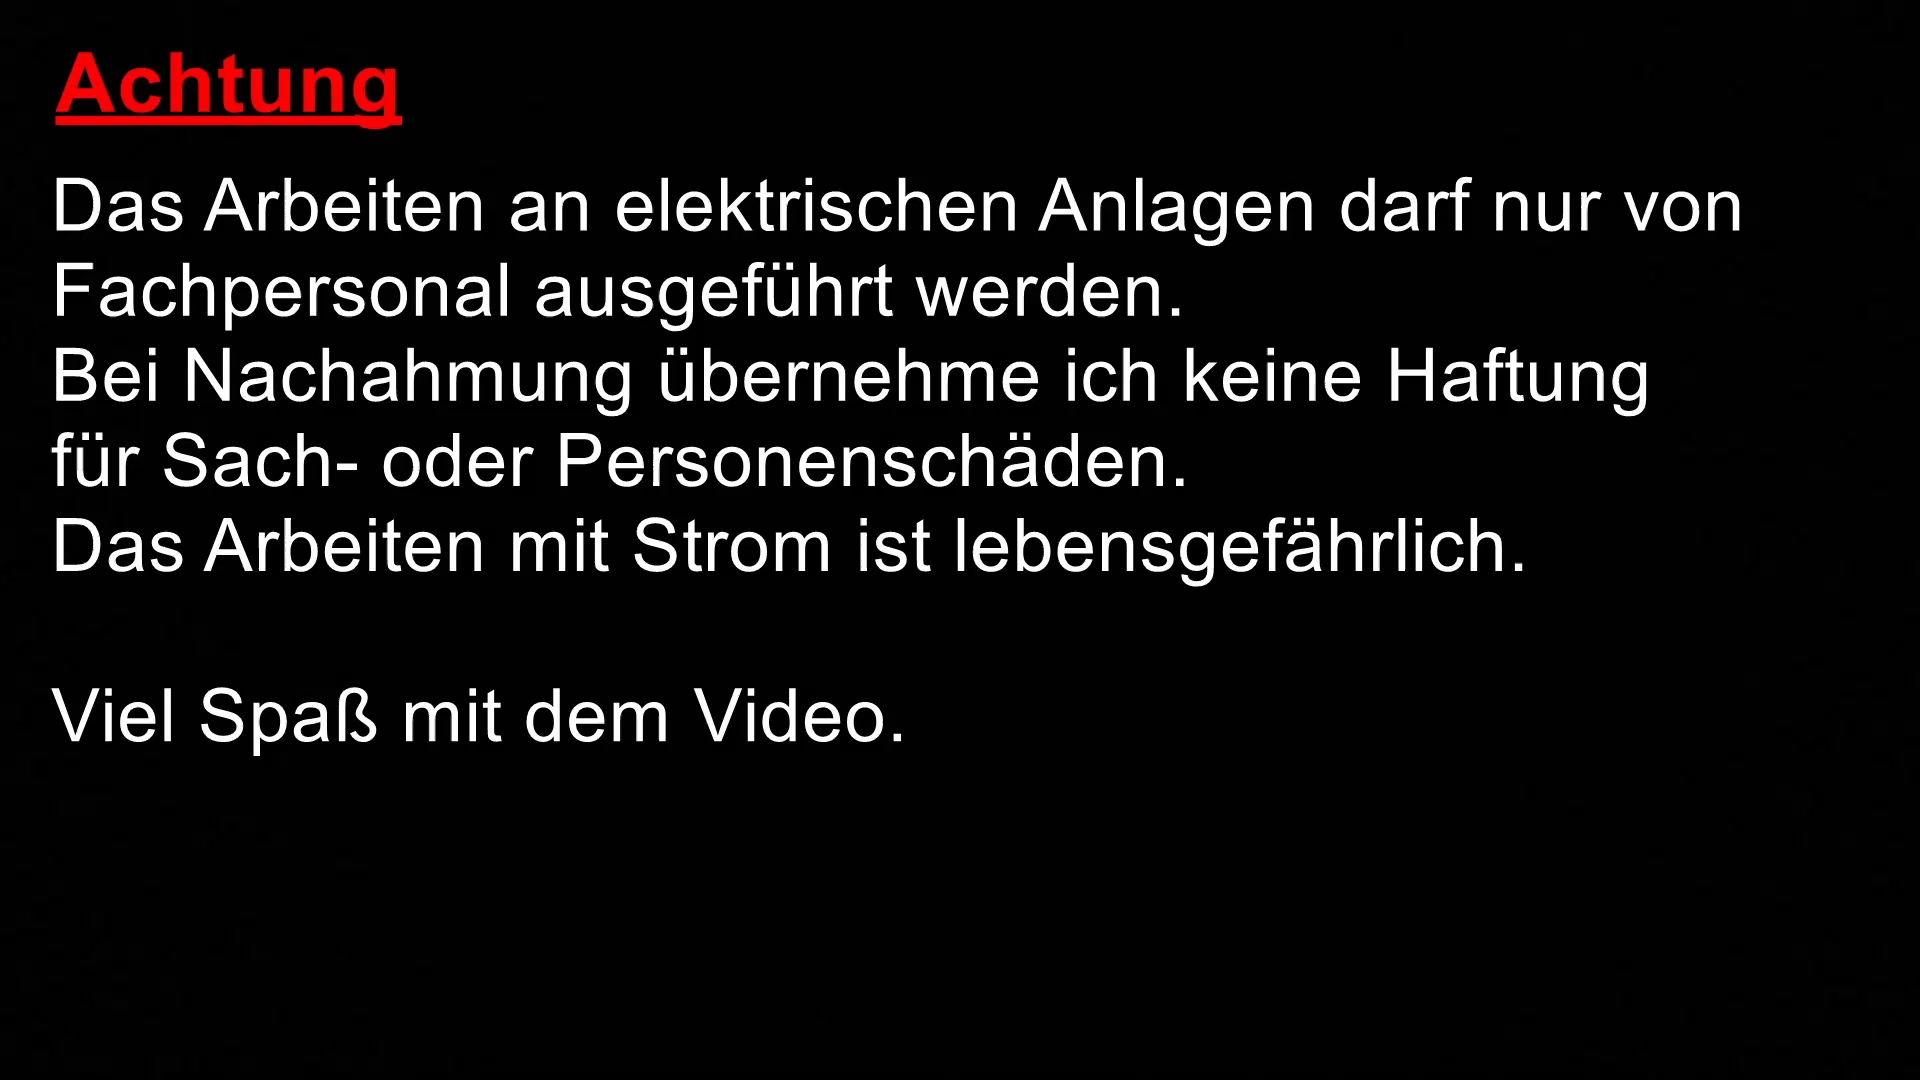 Achtung
Das Arbeiten an elektrischen Anlagen darf nur von
Fachpersonal ausgeführt werden.
Bei Nachahmung übernehme ich keine Haftung
für Sach- oder Personenschäden.
Das Arbeiten mit Strom ist lebensgefährlich.
Viel Spaß mit dem Video.